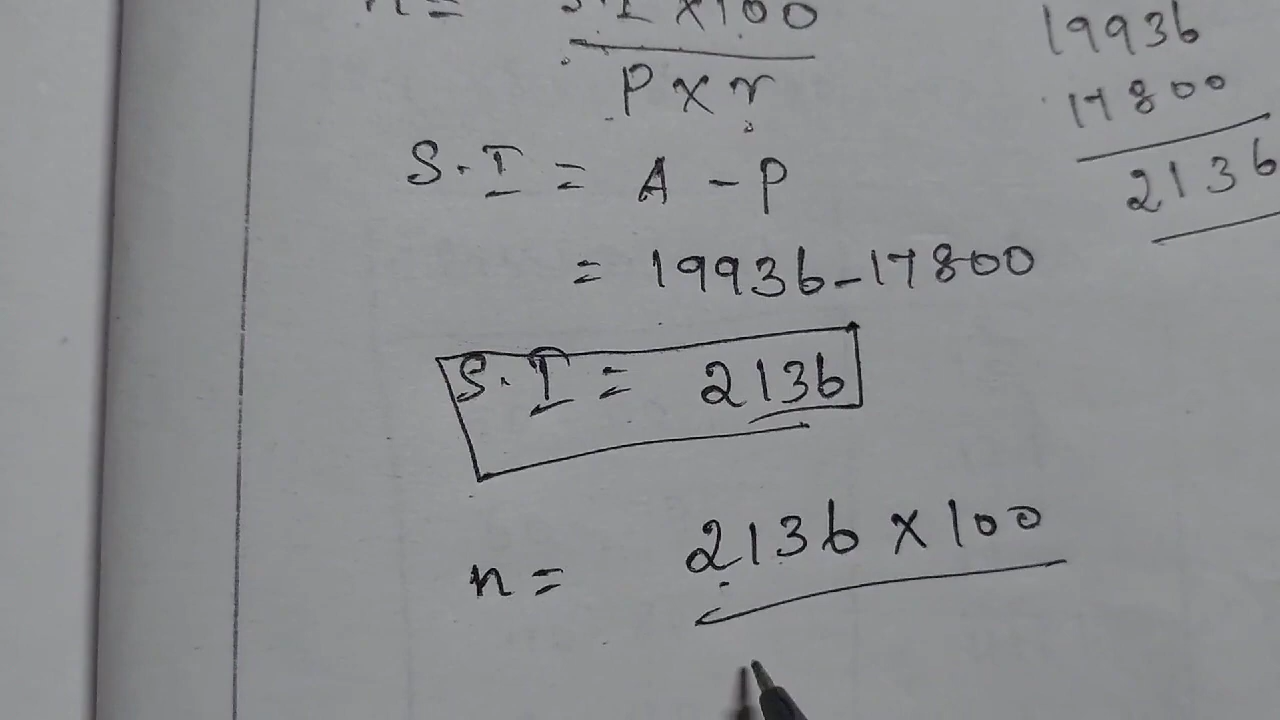 n = S.I × 100
P × r
S.I = A - P
= 19936 - 17800
S.I = 2136
n = 2136 × 100
19936
17800
2136